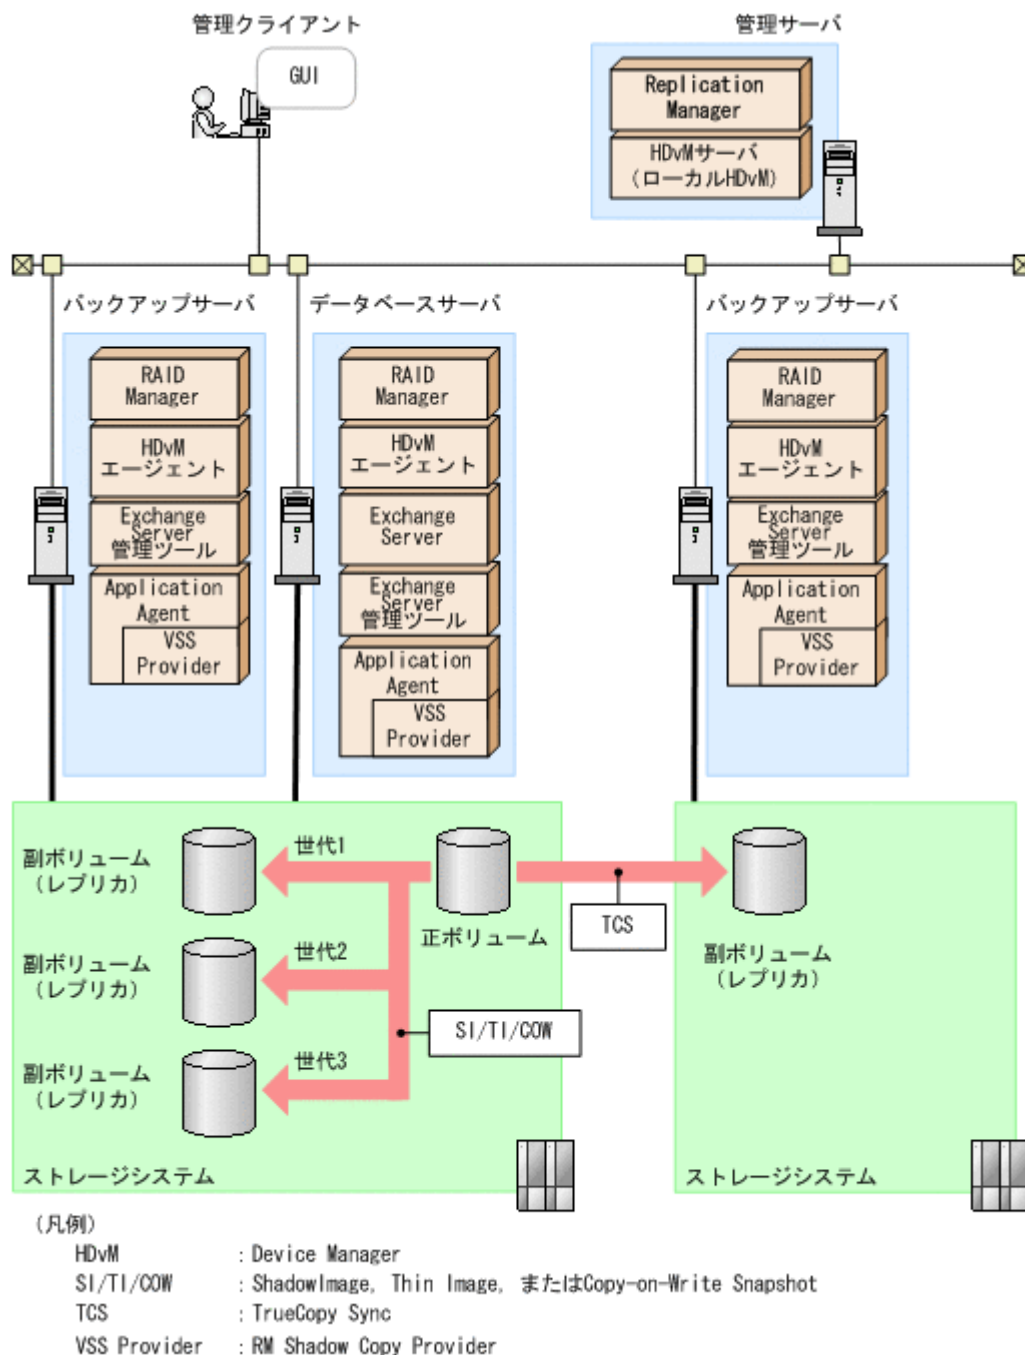 管理クライアント
管理サーバ
GUI
Replication
Manager
HDvMサーバ
(ローカルHDvM)
バックアップサーバ
データベースサーバ
バックアップサーバ
RAID
Manager
HDvM
エージェント
Exchange
Server
管理ツール
Application
Agent
VSS
Provider
RAID
Manager
HDvM
エージェント
Exchange
Server
Exchange
Server
管理ツール
Application
Agent
VSS
Provider
RAID
Manager
HDvM
エージェント
Exchange
Server
管理ツール
Application
Agent
VSS
Provider
副ボリューム
(レプリカ)
世代1
正ボリューム
TCS
副ボリューム
(レプリカ)
副ボリューム
(レプリカ)
世代2
SI/TI/COW
副ボリューム
(レプリカ)
世代3
ストレージシステム
ストレージシステム
(凡例)
HDvM : Device Manager
SI/TI/COW : ShadowImage, Thin Image, またはCopy-on-Write Snapshot
TCS : TrueCopy Sync
VSS Provider : RM Shadow Copy Provider